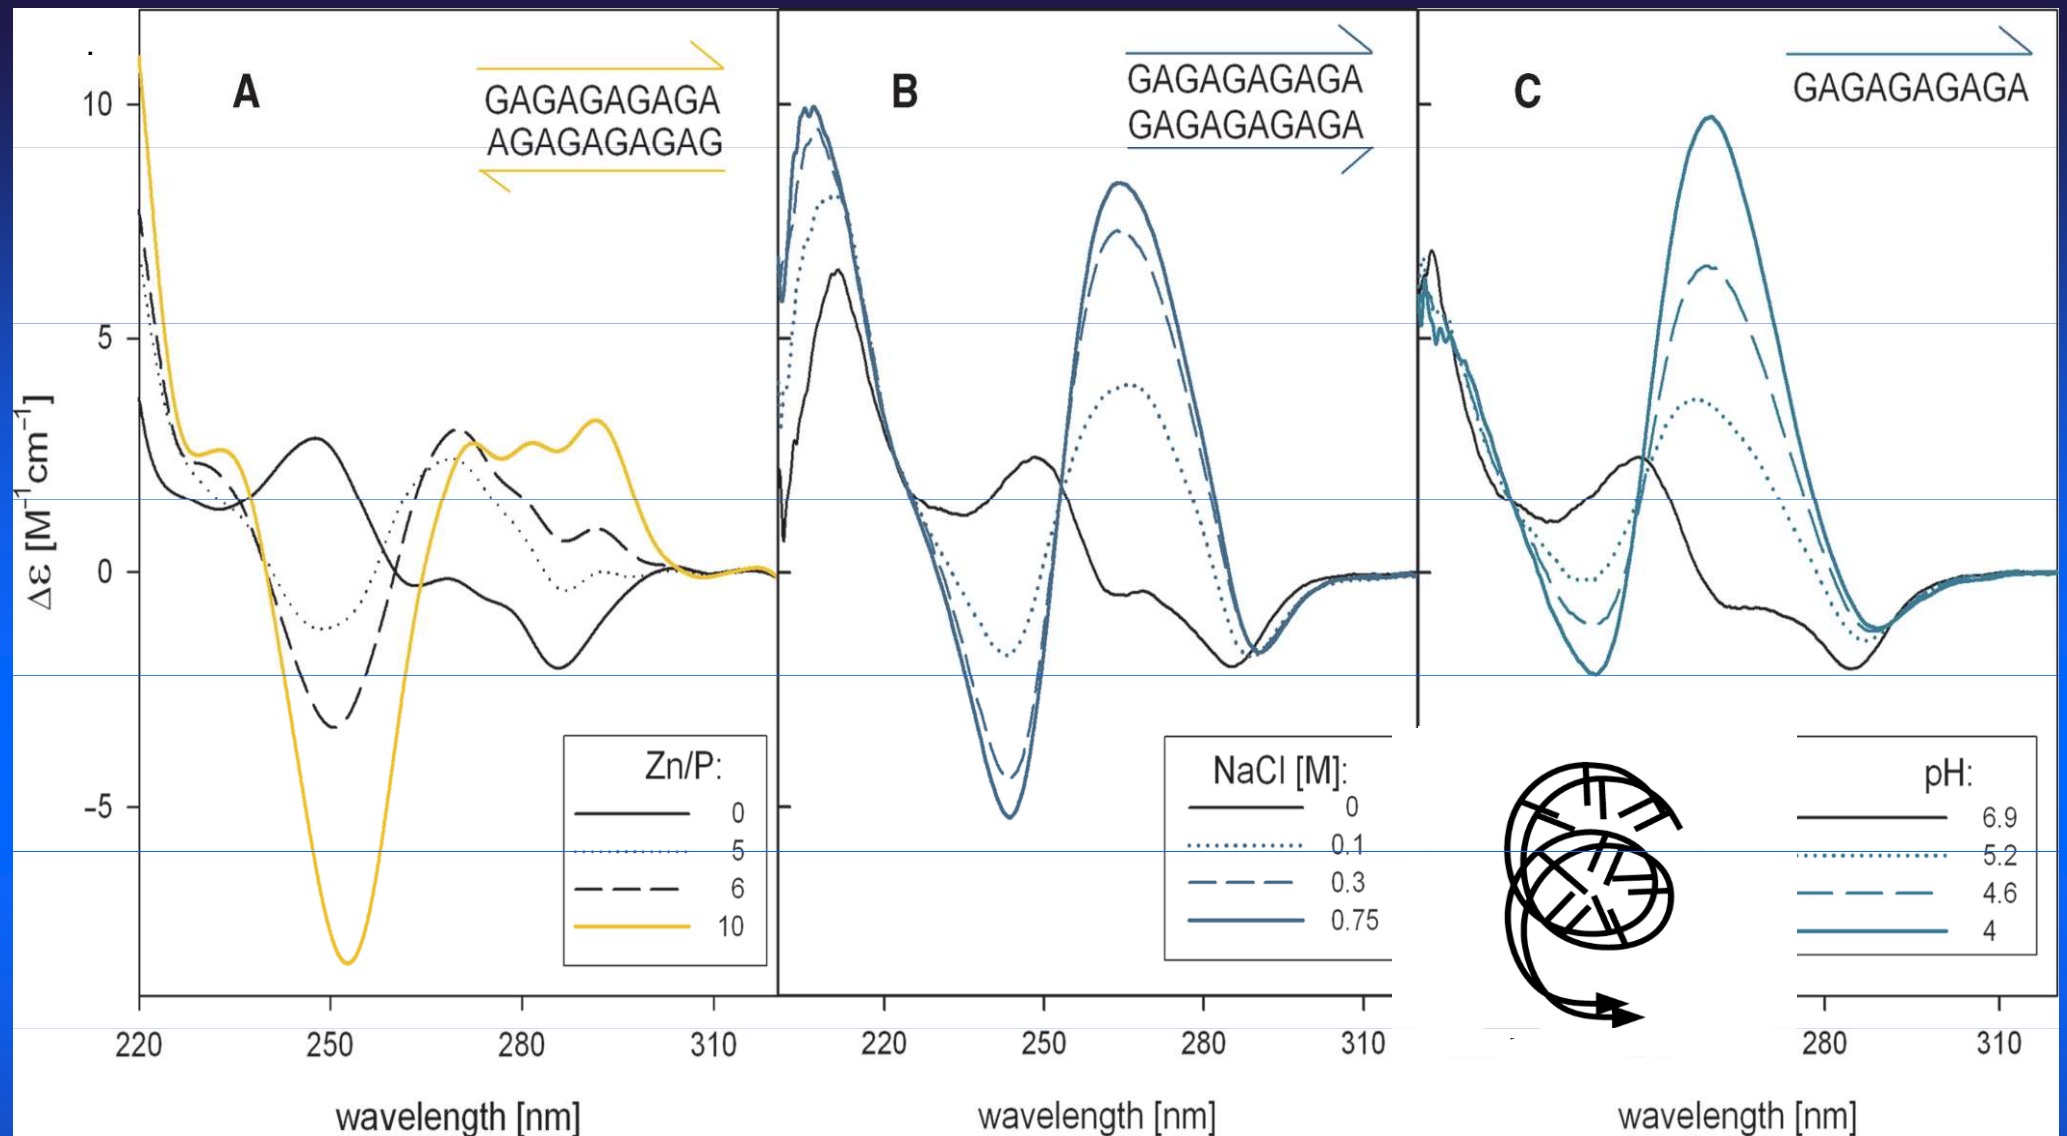 A
GAGAGAGAGA
AGAGAGAGAG
B
GAGAGAGAGA
GAGAGAGAGA
C
GAGAGAGAGA
10
5
0
−5
Δε [M⁻¹cm⁻¹]
Zn/P:
0
5
6
10
NaCl [M]:
0
0.1
0.3
0.75
pH:
6.9
5.2
4.6
4
220 250 280 310
220 250 280 310
280 310
wavelength [nm]
wavelength [nm]
wavelength [nm]